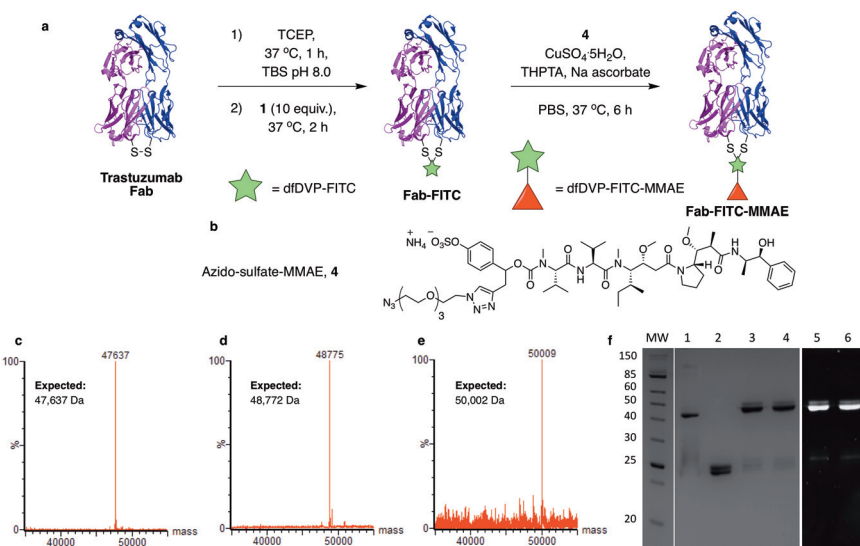 a
1) TCEP,
37 °C, 1 h,
TBS pH 8.0
2) 1 (10 equiv.),
37 °C, 2 h
4
CuSO₄·5H₂O,
THPTA, Na ascorbate
PBS, 37 °C, 6 h
S-S
S S
S S
Trastuzumab
Fab
= dfDVP-FITC
Fab-FITC
= dfDVP-FITC-MMAE
Fab-FITC-MMAE
b
Azido-sulfate-MMAE, 4
+ −
NH₄ O₃SO
O
O
N
O
N
H
O
N
O
O
N
O
H
O
H
N
OH
N₃
O
3
N
N=N
c
100
%
0
47637
Expected:
47,637 Da
40000
50000
mass
d
100
%
0
48775
Expected:
48,772 Da
40000
50000
mass
e
100
%
0
50009
Expected:
50,002 Da
40000
50000
mass
f
MW 1 2 3 4 5 6
150
85
60
50
40
30
25
20